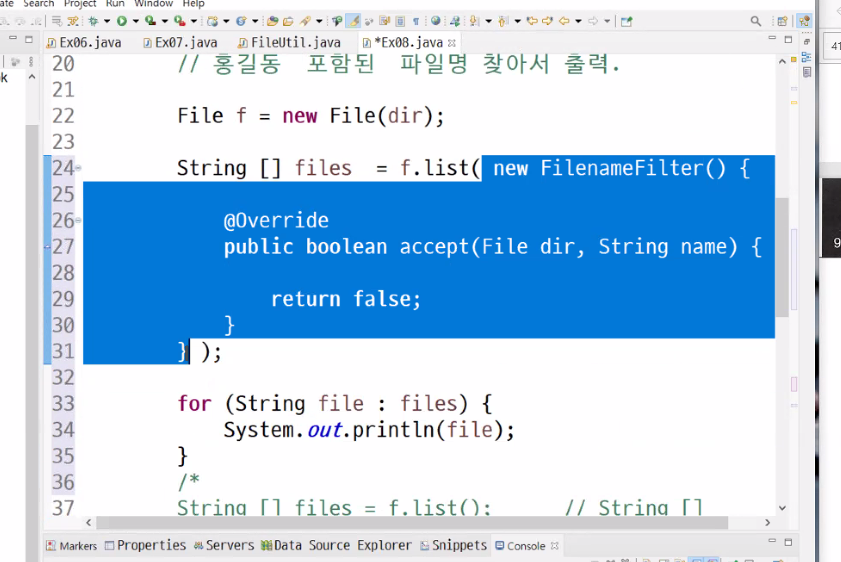 ate Search Project Run Window Help
Ex06.java Ex07.java FileUtil.java *Ex08.java
20 // 홍길동 포함된 파일명 찾아서 출력.
21
22 File f = new File(dir);
23
24 String [] files = f.list( new FilenameFilter() {
25
26 @Override
27 public boolean accept(File dir, String name) {
28
29 return false;
30 }
31 } );
32
33 for (String file : files) {
34 System.out.println(file);
35 }
36 /*
37 String [] files = f.list(); // String []
Markers Properties Servers Data Source Explorer Snippets Console